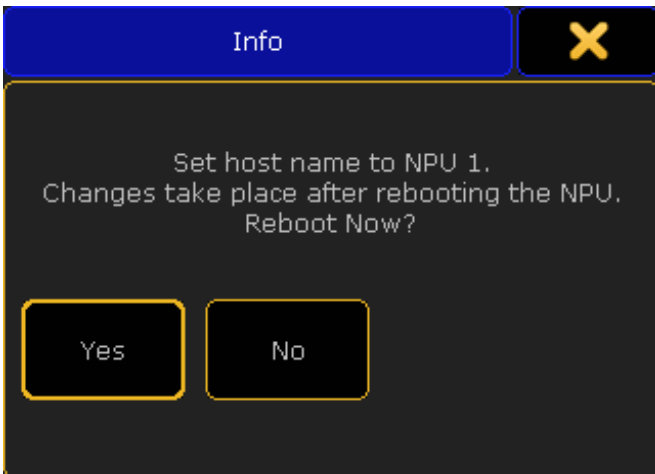 Info
Set host name to NPU 1.
Changes take place after rebooting the NPU.
Reboot Now?
Yes
No